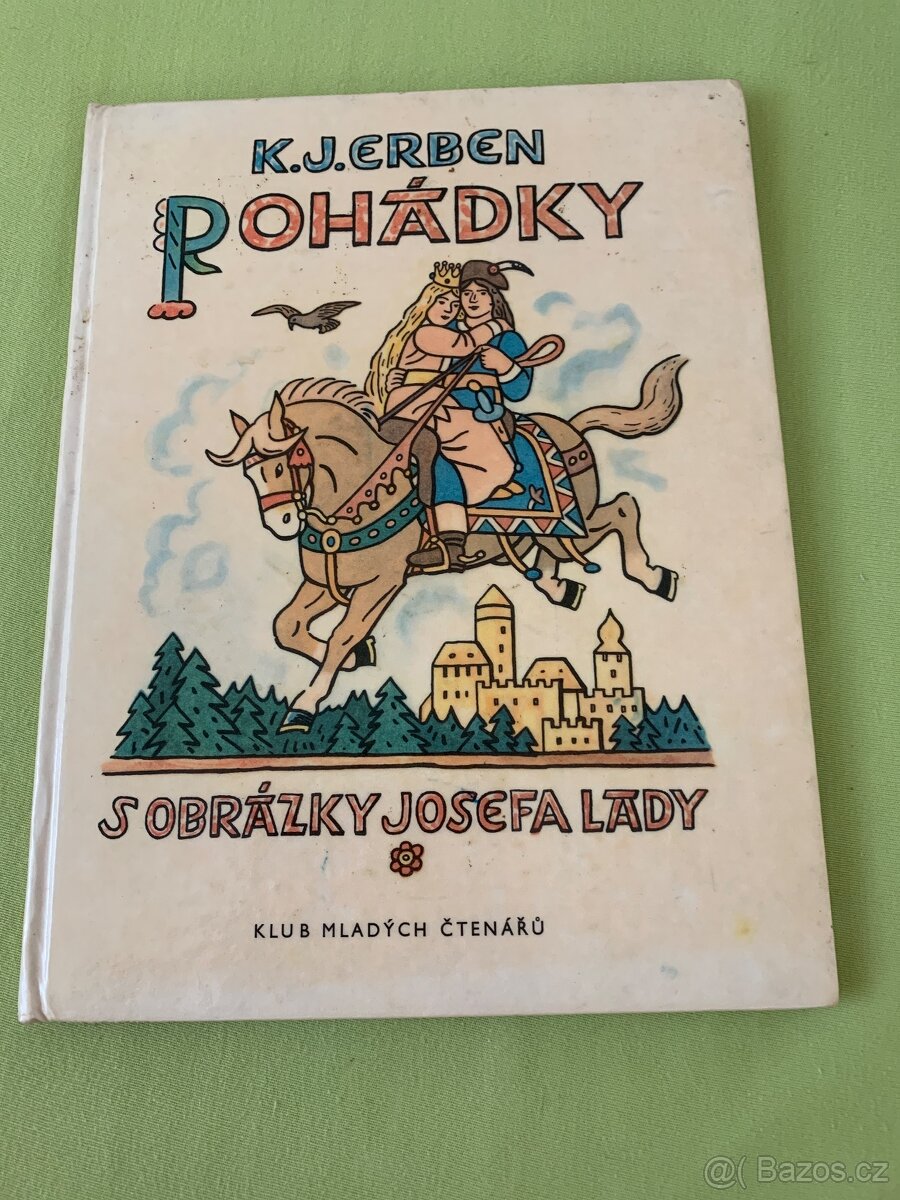 K.J.ERBEN
POHÁDKY
S OBRÁZKY JOSEFA LADY
KLUB MLADÝCH ČTENÁŘŮ
@( Bazos.cz